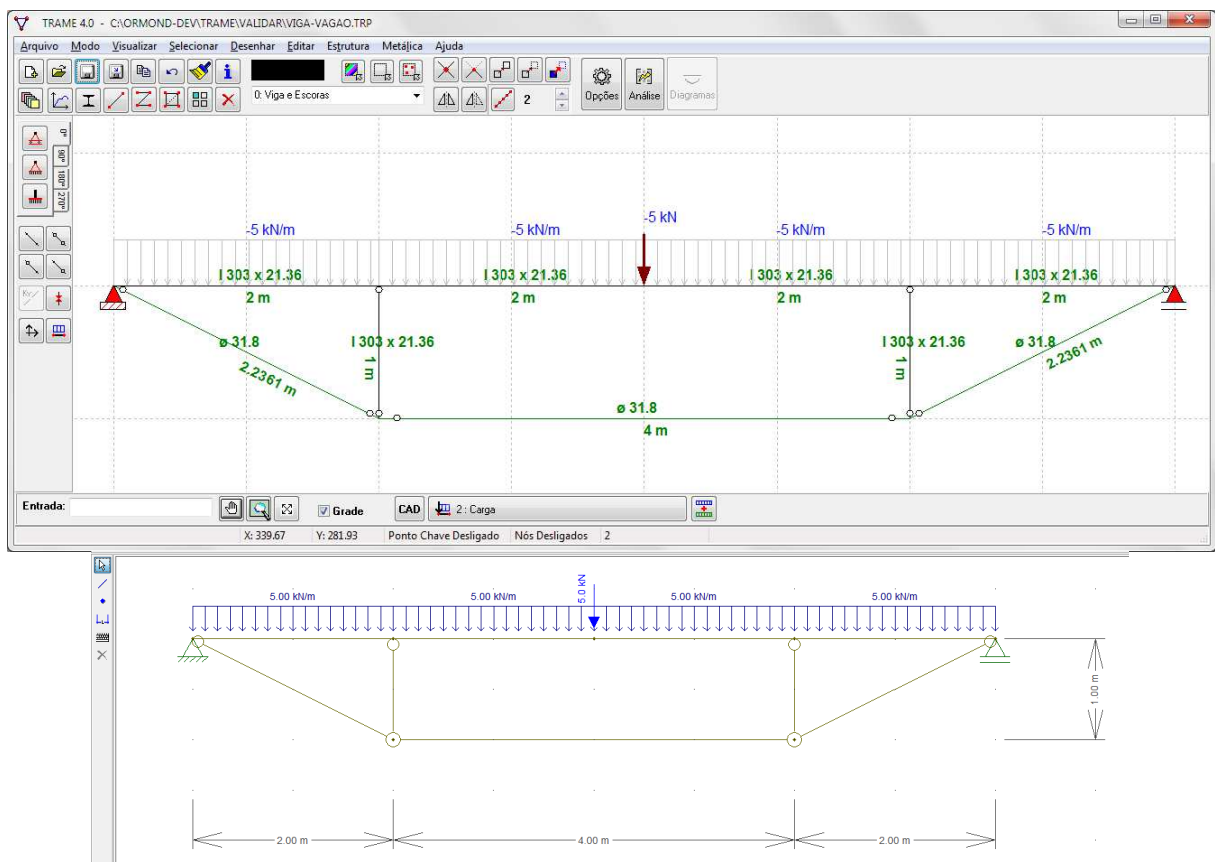 TRAME 4.0 - C:\ORMOND-DEV\TRAME\VALIDAR\VIGA-VAGAO.TRP
Arquivo Modo Visualizar Selecionar Desenhar Editar Estrutura Metálica Ajuda
0: Viga e Escoras
2
Opções Análise Diagramas
0º
90º
180º
270º
-5 kN
-5 kN/m -5 kN/m -5 kN/m -5 kN/m
I 303 x 21.36 I 303 x 21.36 I 303 x 21.36 I 303 x 21.36
2 m 2 m 2 m 2 m
ø 31.8 I 303 x 21.36 I 303 x 21.36 ø 31.8
2.2361 m 1 m 1 m 2.2361 m
ø 31.8
4 m
Entrada: Grade CAD 2 : Carga
X: 339.67 Y: 281.93 Ponto Chave Desligado Nós Desligados 2
5.00 kN/m 5.00 kN/m 5.0 kN 5.00 kN/m 5.00 kN/m
1.00 m
2.00 m 4.00 m 2.00 m